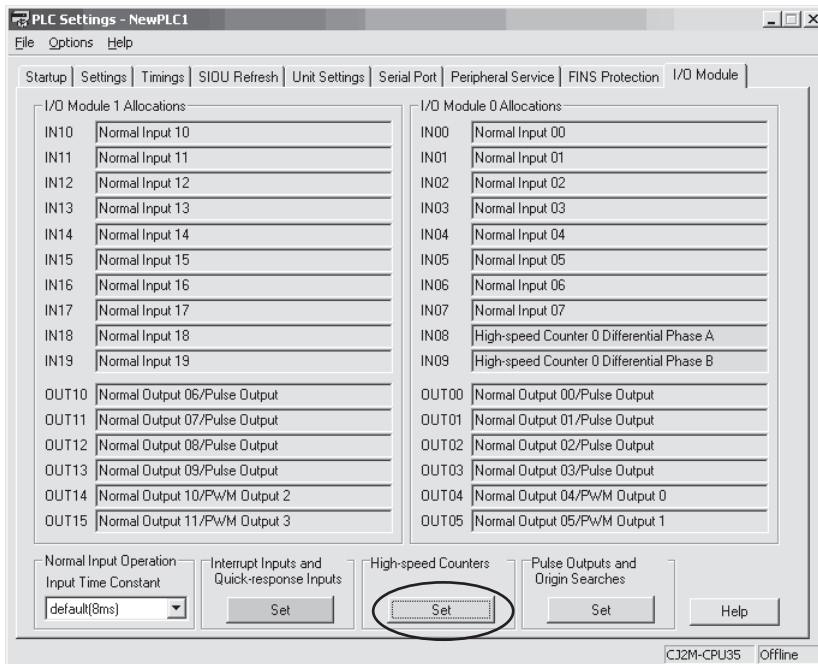 PLC Settings - NewPLC1
File Options Help
Startup Settings Timings SIOU Refresh Unit Settings Serial Port Peripheral Service FINS Protection I/O Module
I/O Module 1 Allocations
IN10 Normal Input 10
IN11 Normal Input 11
IN12 Normal Input 12
IN13 Normal Input 13
IN14 Normal Input 14
IN15 Normal Input 15
IN16 Normal Input 16
IN17 Normal Input 17
IN18 Normal Input 18
IN19 Normal Input 19
OUT10 Normal Output 06/Pulse Output
OUT11 Normal Output 07/Pulse Output
OUT12 Normal Output 08/Pulse Output
OUT13 Normal Output 09/Pulse Output
OUT14 Normal Output 10/PWM Output 2
OUT15 Normal Output 11/PWM Output 3
I/O Module 0 Allocations
IN00 Normal Input 00
IN01 Normal Input 01
IN02 Normal Input 02
IN03 Normal Input 03
IN04 Normal Input 04
IN05 Normal Input 05
IN06 Normal Input 06
IN07 Normal Input 07
IN08 High-speed Counter 0 Differential Phase A
IN09 High-speed Counter 0 Differential Phase B
OUT00 Normal Output 00/Pulse Output
OUT01 Normal Output 01/Pulse Output
OUT02 Normal Output 02/Pulse Output
OUT03 Normal Output 03/Pulse Output
OUT04 Normal Output 04/PWM Output 0
OUT05 Normal Output 05/PWM Output 1
Normal Input Operation
Input Time Constant
default(8ms)
Interrupt Inputs and
Quick-response Inputs
Set
High-speed Counters
Set
Pulse Outputs and
Origin Searches
Set
Help
CJ2M-CPU35 Offline